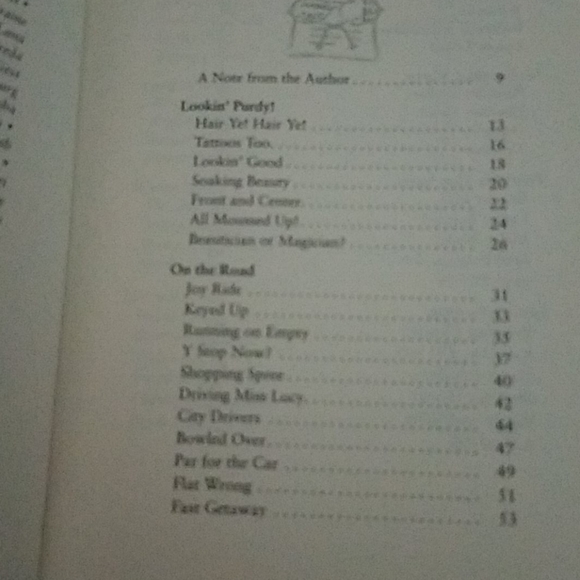 A Note from the Author 9
Lookin' Purdy!
Hair Ye! Hair Ye! 13
Tattoos Too 16
Lookin' Good 18
Soaking Beauty 20
Front and Center 22
All Moussed Up! 24
Beautician or Magician? 26
On the Road
Joy Ride 31
Keyed Up 33
Running on Empty 35
Y Stop Now? 37
Shopping Spree 40
Driving Miss Lucy 42
City Drivers 44
Bowled Over 47
Par for the Car 49
Flat Wrong 51
Fast Getaway 53